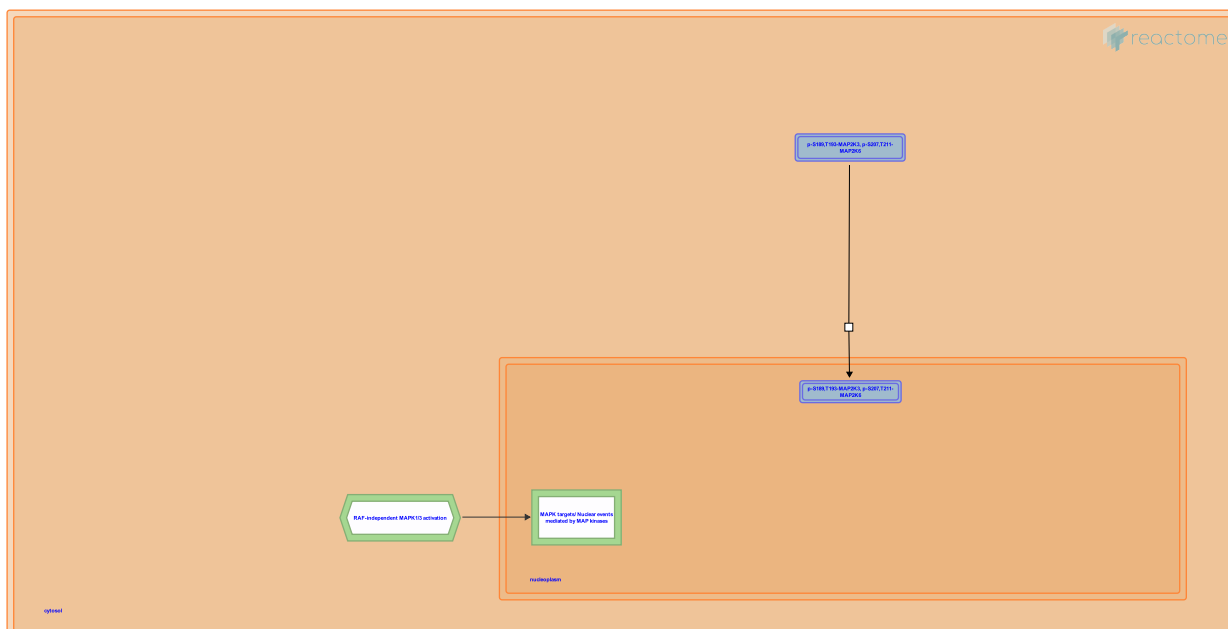 reactome
p-S189,T193-MAP2K3, p-S207,T211-
MAP2K6
p-S189,T193-MAP2K3, p-S207,T211-
MAP2K6
RAF-independent MAPK1/3 activation
MAPK targets/ Nuclear events
mediated by MAP kinases
nucleoplasm
cytosol